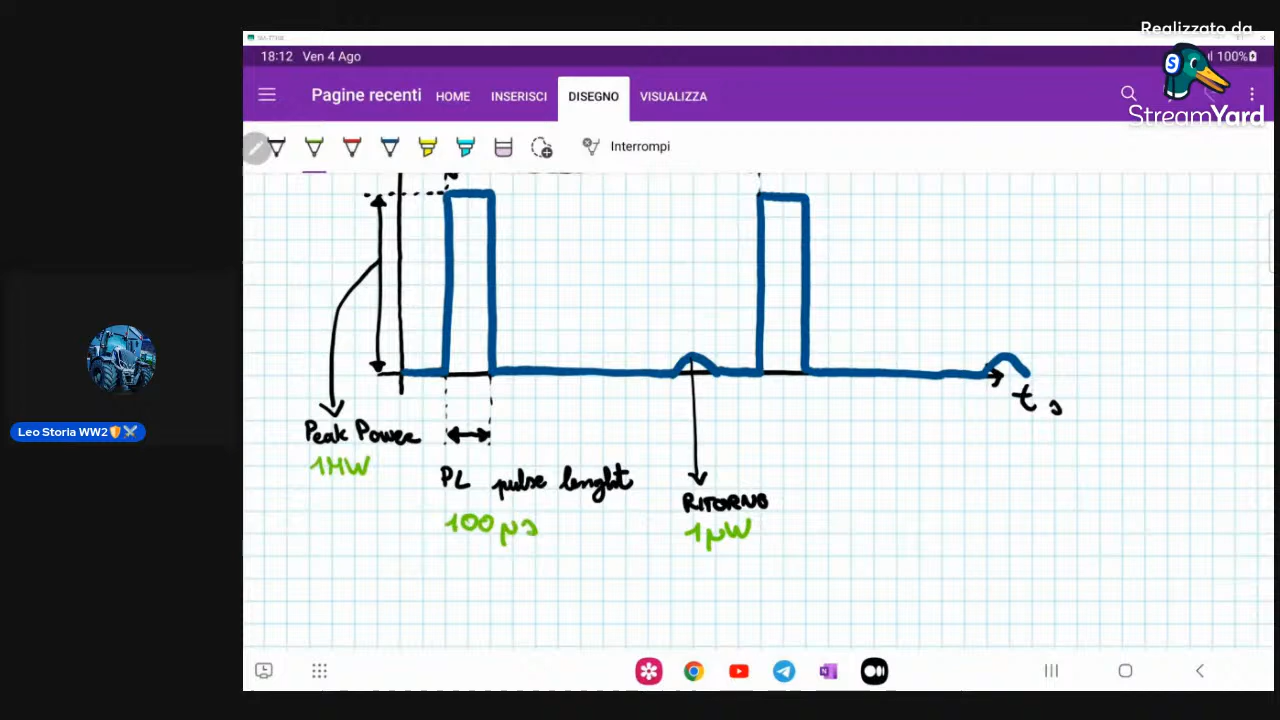 Realizzato da
StreamYard
18:12 Ven 4 Ago
100%
Pagine recenti HOME INSERISCI DISEGNO VISUALIZZA
Interrompi
t s
Peak Power
1MW
PL pulse lenght
100 μs
RITORNO
1μW
Leo Storia WW2🛡️⚔️